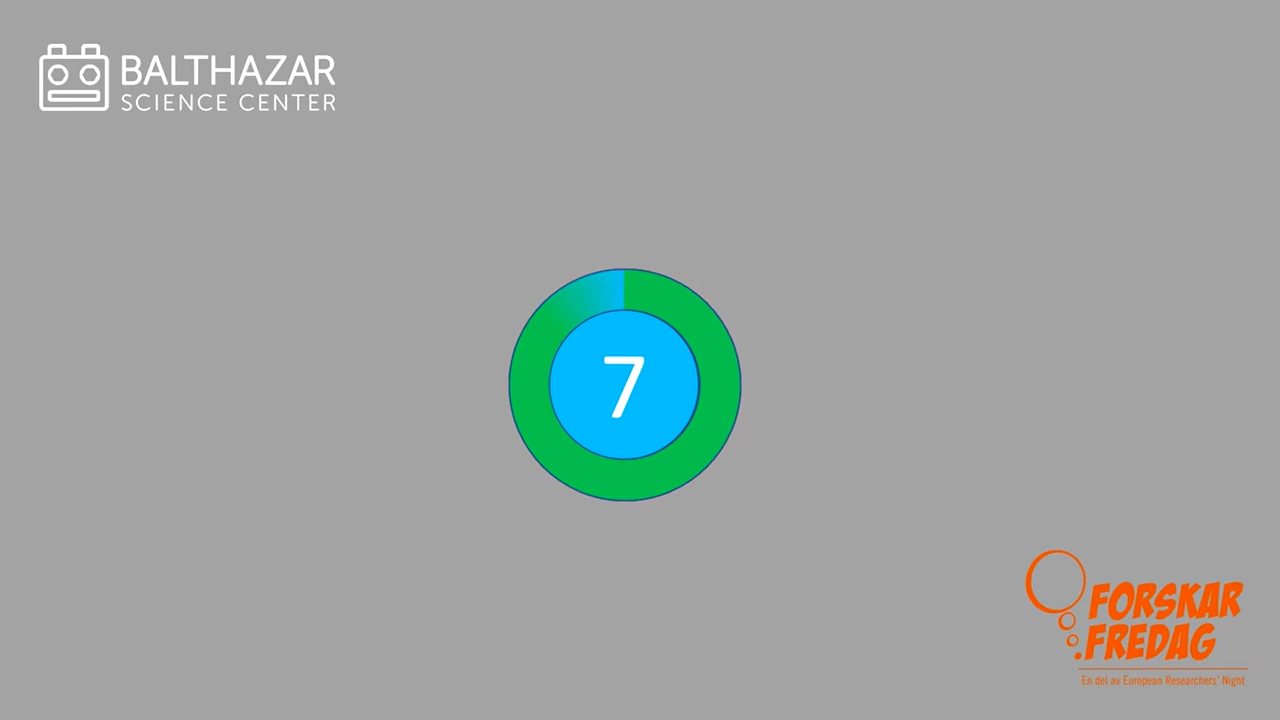 BALTHAZAR
SCIENCE CENTER
7
FORSKAR
FREDAG
En del av European Researchers' Night